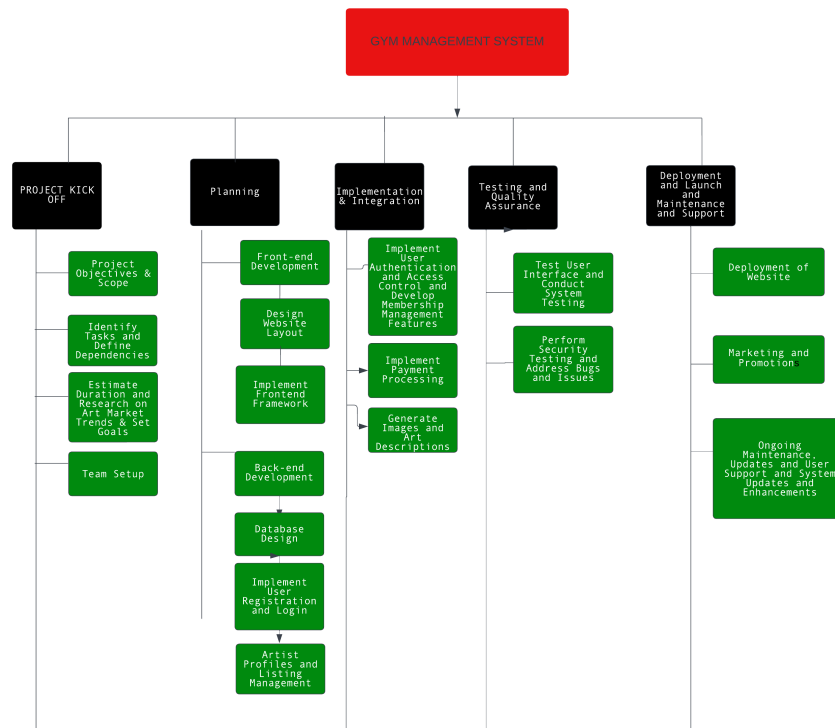 GYM MANAGEMENT SYSTEM
PROJECT KICK
OFF
Project
Objectives &
Scope
Identify
Tasks and
Define
Dependencies
Estimate
Duration and
Research on
Art Market
Trends & Set
Goals
Team Setup
Planning
Front-end
Development
Design
Website
Layout
Implement
Frontend
Framework
Back-end
Development
Database
Design
Implement
User
Registration
and Login
Artist
Profiles and
Listing
Management
Implementation
& Integration
Implement
User
Authentication
and Access
Control and
Develop
Membership
Management
Features
Implement
Payment
Processing
Generate
Images and
Art
Descriptions
Testing and
Quality
Assurance
Test User
Interface and
Conduct
System
Testing
Perform
Security
Testing and
Address Bugs
and Issues
Deployment
and Launch
and
Maintenance
and Support
Deployment of
Website
Marketing and
Promotions
Ongoing
Maintenance,
Updates and User
Support and System
Updates and
Enhancements